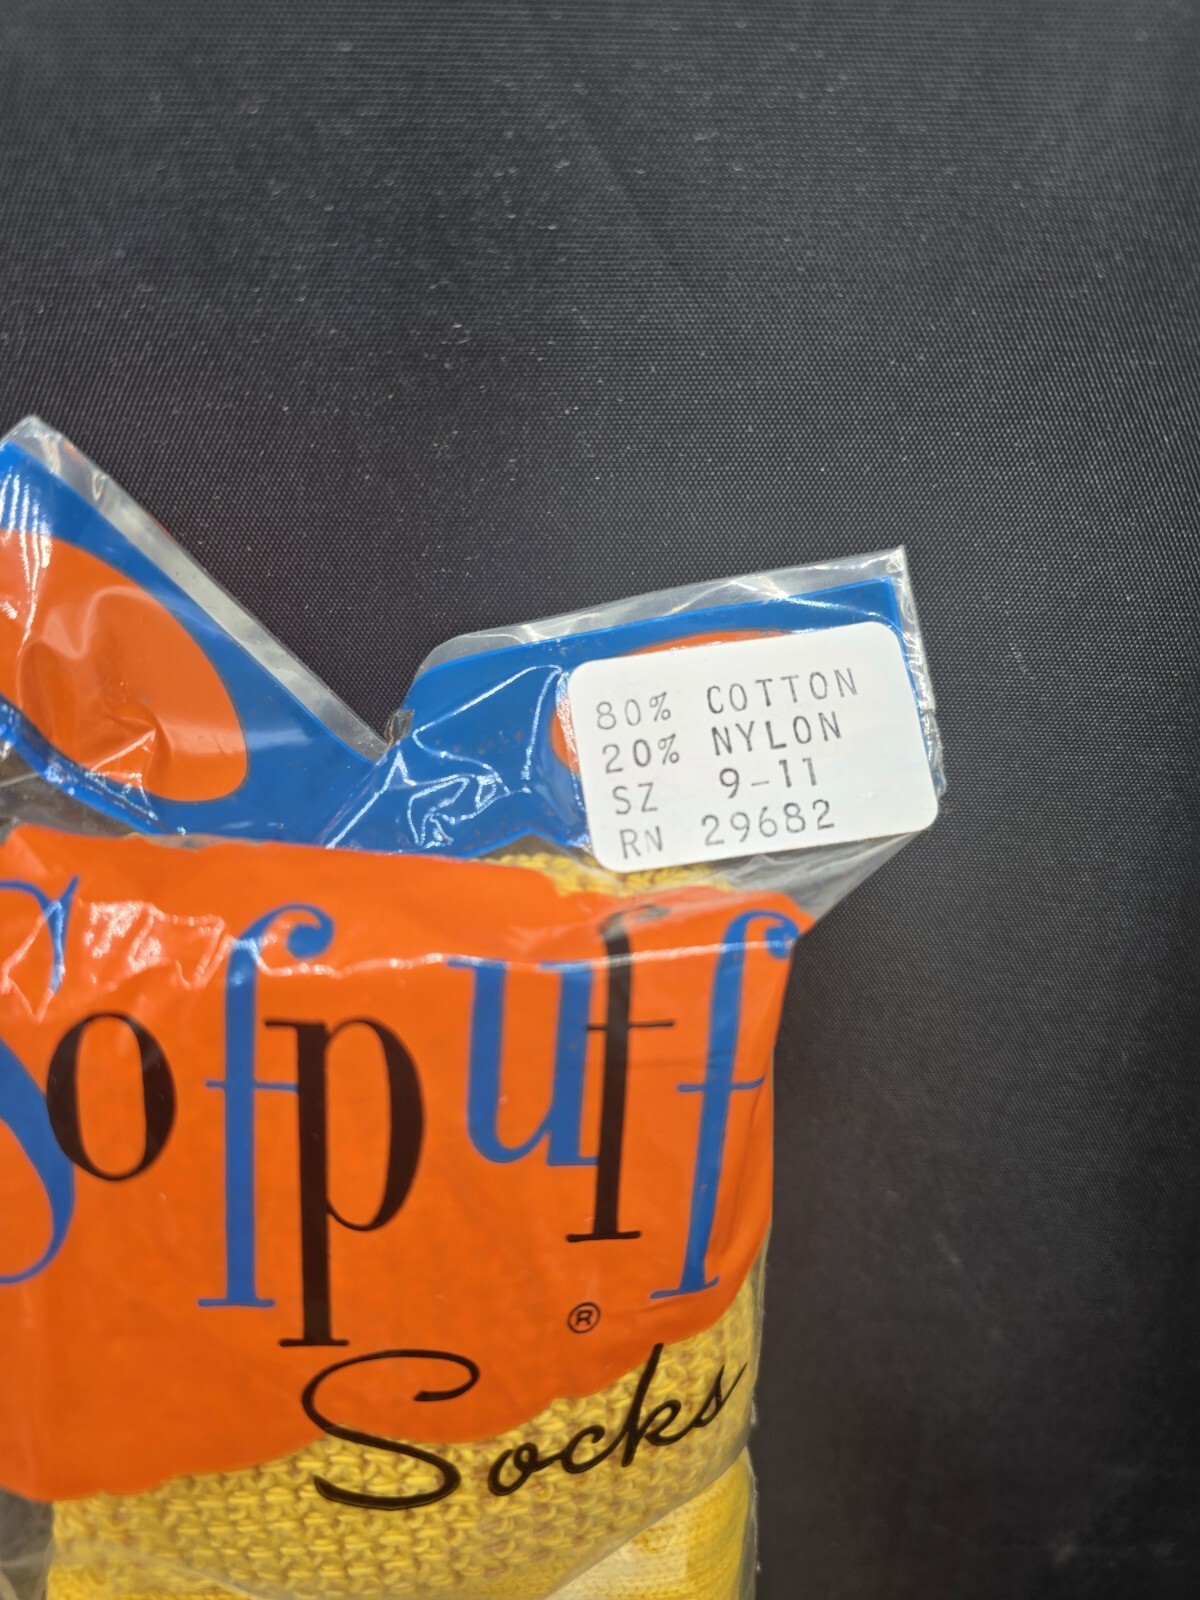 80% COTTON
20% NYLON
SZ 9-11
RN 29682
Sofpuff
®
Socks